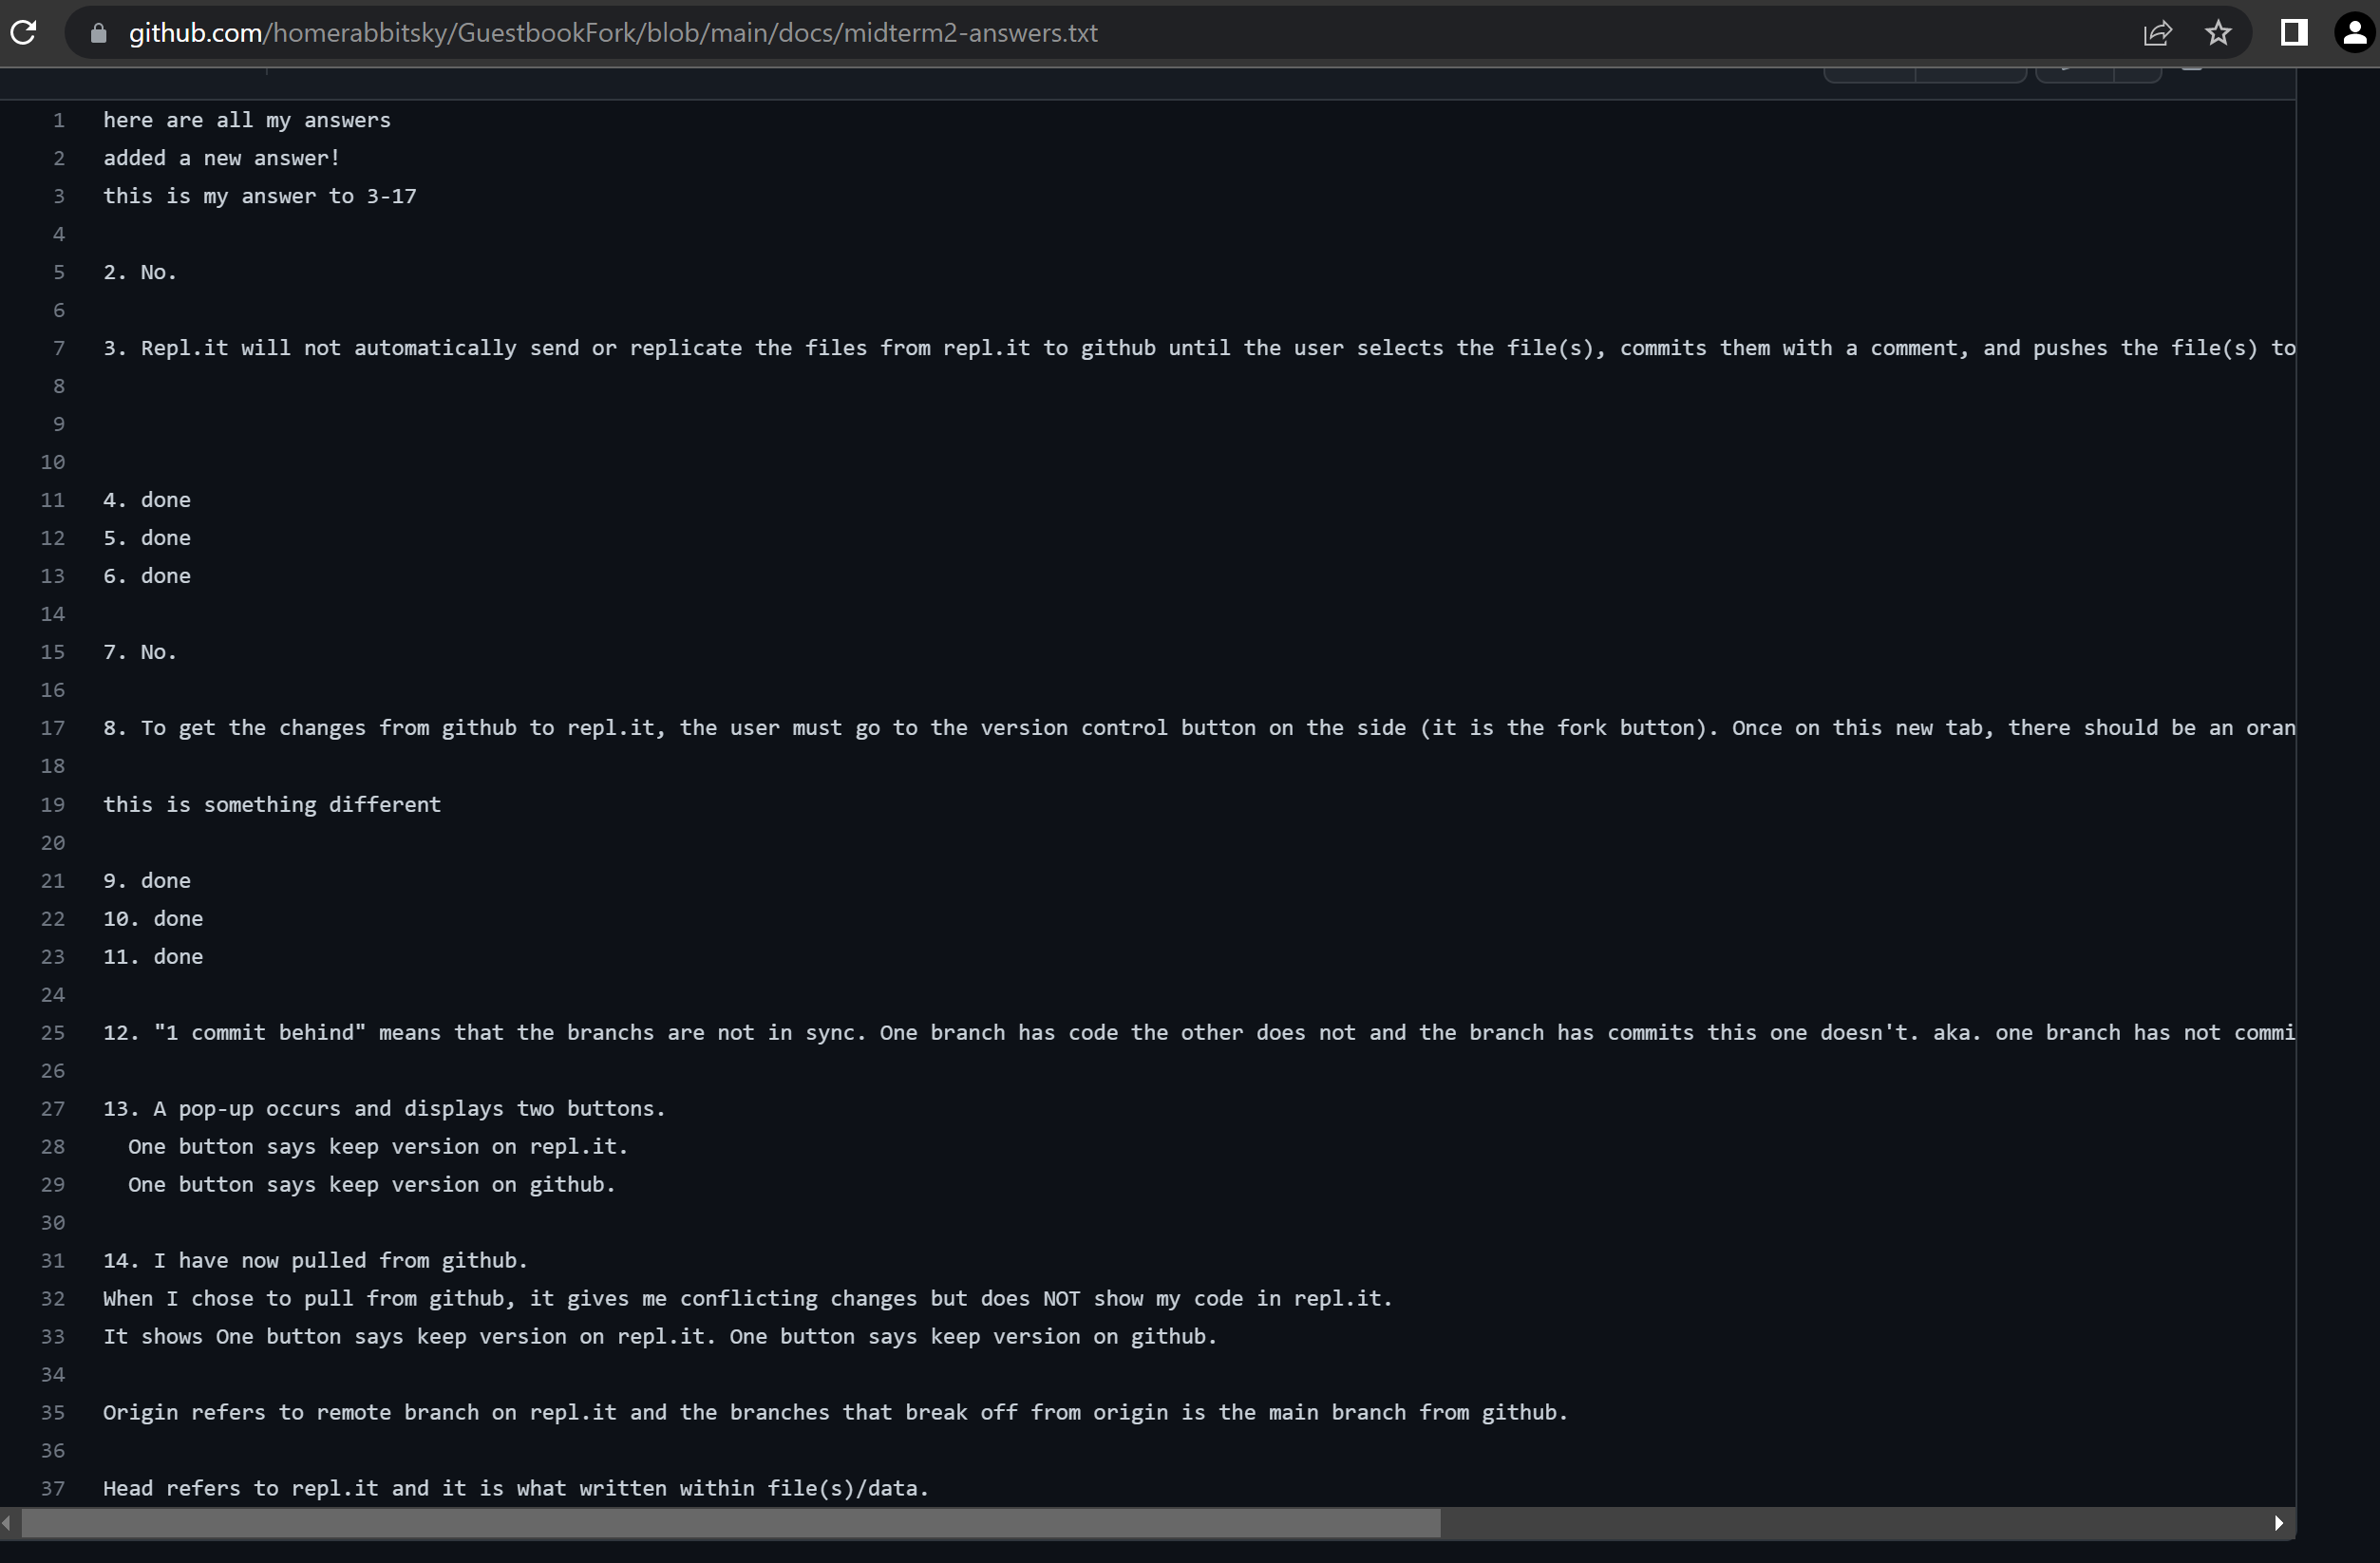 github.com/homerabbitsky/GuestbookFork/blob/main/docs/midterm2-answers.txt
1 here are all my answers
2 added a new answer!
3 this is my answer to 3-17
4
5 2. No.
6
7 3. Repl.it will not automatically send or replicate the files from repl.it to github until the user selects the file(s), commits them with a comment, and pushes the file(s) to
8
9
10
11 4. done
12 5. done
13 6. done
14
15 7. No.
16
17 8. To get the changes from github to repl.it, the user must go to the version control button on the side (it is the fork button). Once on this new tab, there should be an oran
18
19 this is something different
20
21 9. done
22 10. done
23 11. done
24
25 12. "1 commit behind" means that the branchs are not in sync. One branch has code the other does not and the branch has commits this one doesn't. aka. one branch has not commi
26
27 13. A pop-up occurs and displays two buttons.
28 One button says keep version on repl.it.
29 One button says keep version on github.
30
31 14. I have now pulled from github.
32 When I chose to pull from github, it gives me conflicting changes but does NOT show my code in repl.it.
33 It shows One button says keep version on repl.it. One button says keep version on github.
34
35 Origin refers to remote branch on repl.it and the branches that break off from origin is the main branch from github.
36
37 Head refers to repl.it and it is what written within file(s)/data.